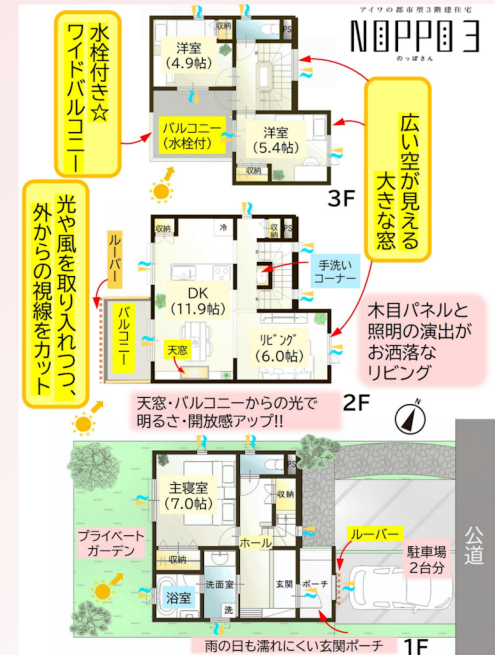 アイワの都市型3階建住宅
NOPPO 3
のっぽさん
水栓付き☆
ワイドバルコニー
洋室
(4.9帖)
収納
PS
バルコニー
(水栓付)
洋室
(5.4帖)
収納
3F
広い空が見える
大きな窓
光や風を取り入れつつ、
外からの視線をカット
ルーバー
バルコニー
収納
冷
収納
PS
DK
(11.9帖)
手洗い
コーナー
リビング
(6.0帖)
天窓
木目パネルと
照明の演出が
お洒落な
リビング
天窓・バルコニーからの光で
明るさ・開放感アップ!!
2F
主寝室
(7.0帖)
PS
収納
プライベート
ガーデン
ホール
収納
浴室
洗面室
洗
玄関
ポーチ
ルーバー
駐車場
2台分
公道
雨の日も濡れにくい玄関ポーチ
1F